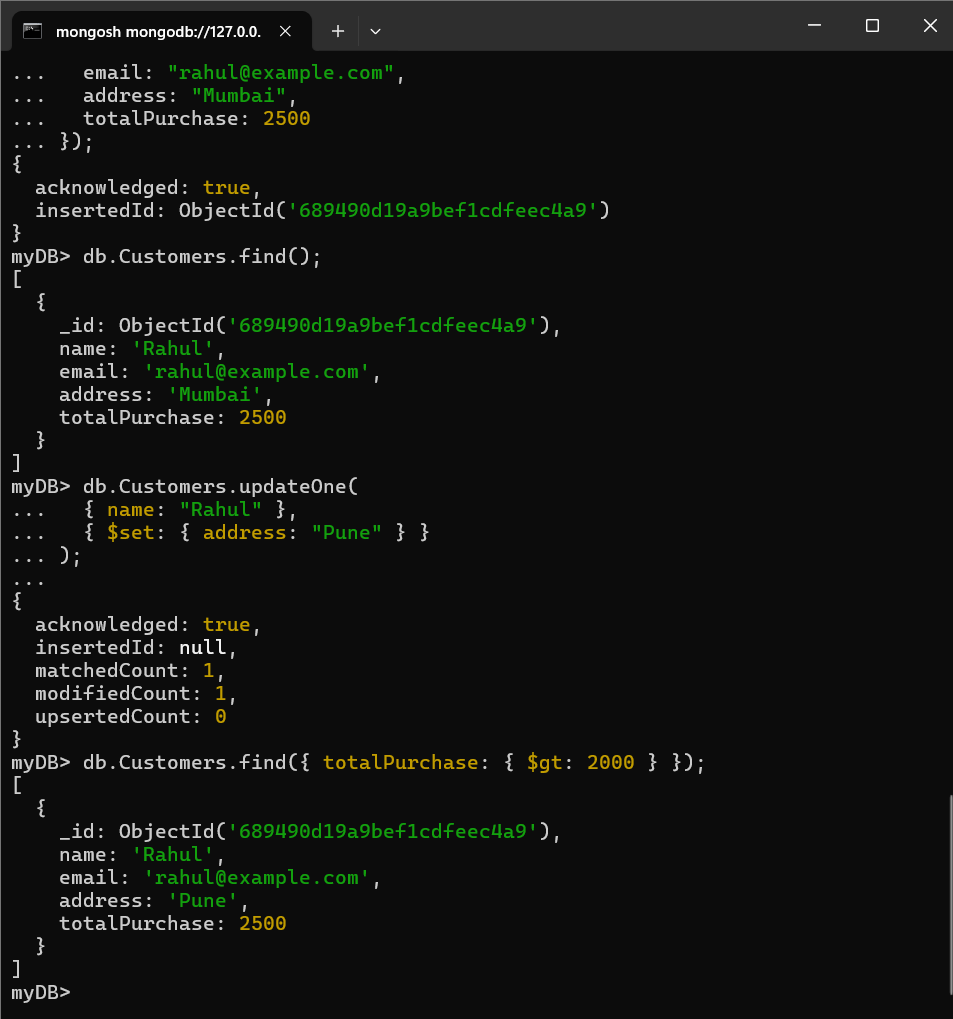 mongosh mongodb://127.0.0.
...   email: "rahul@example.com",
...   address: "Mumbai",
...   totalPurchase: 2500
... });
{
  acknowledged: true,
  insertedId: ObjectId('689490d19a9bef1cdfeec4a9')
}
myDB> db.Customers.find();
[
  {
    _id: ObjectId('689490d19a9bef1cdfeec4a9'),
    name: 'Rahul',
    email: 'rahul@example.com',
    address: 'Mumbai',
    totalPurchase: 2500
  }
]
myDB> db.Customers.updateOne(
...   { name: "Rahul" },
...   { $set: { address: "Pune" } }
... );
...
{
  acknowledged: true,
  insertedId: null,
  matchedCount: 1,
  modifiedCount: 1,
  upsertedCount: 0
}
myDB> db.Customers.find({ totalPurchase: { $gt: 2000 } });
[
  {
    _id: ObjectId('689490d19a9bef1cdfeec4a9'),
    name: 'Rahul',
    email: 'rahul@example.com',
    address: 'Pune',
    totalPurchase: 2500
  }
]
myDB>